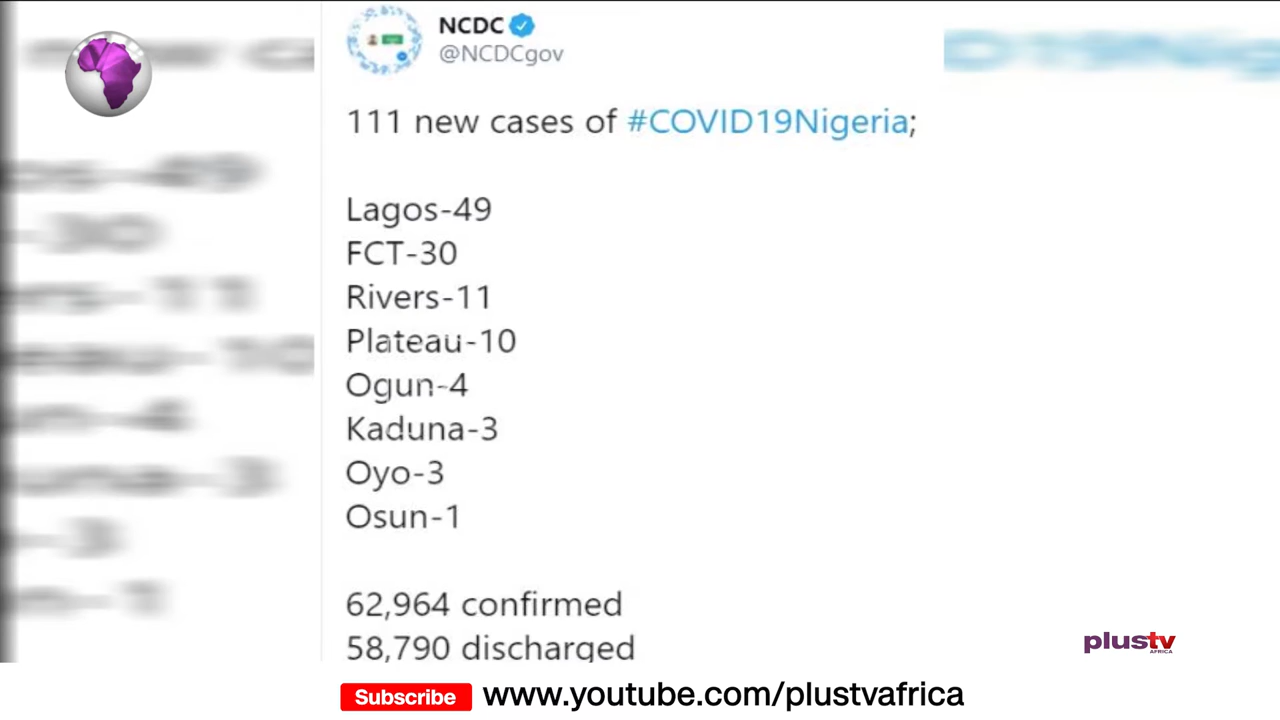 NCDC
@NCDCgov
111 new cases of #COVID19Nigeria;
Lagos-49
FCT-30
Rivers-11
Plateau-10
Ogun-4
Kaduna-3
Oyo-3
Osun-1
62,964 confirmed
58,790 discharged
plustv
AFRICA
Subscribe www.youtube.com/plustvafrica